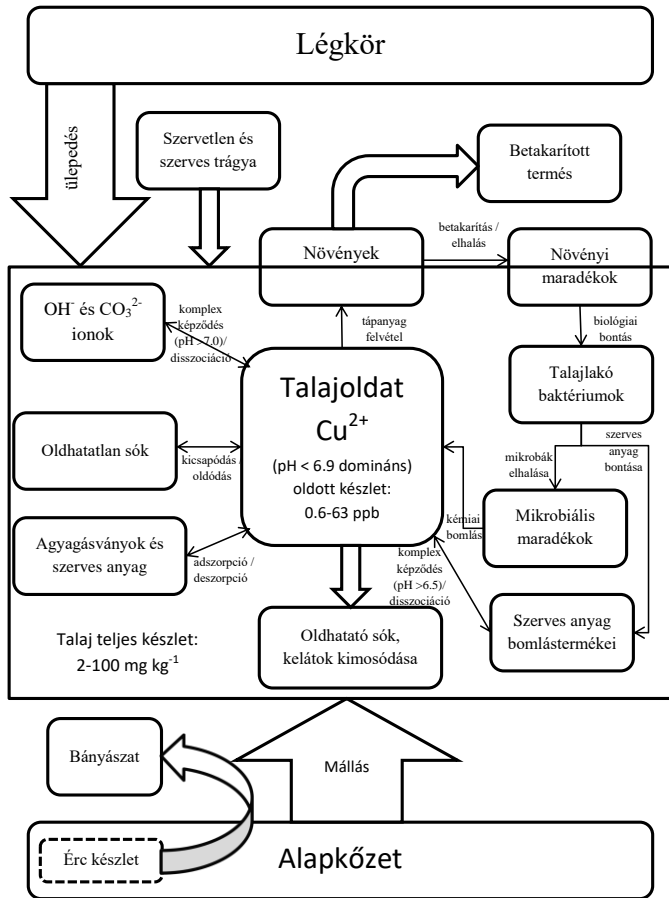 Légkör
ülepedés
Szervetlen és
szerves trágya
Betakarított
termés
Növények
betakarítás /
elhalás
Növényi
maradékok
OH⁻ és CO₃²⁻
ionok
komplex
képződés
(pH >7,0)/
disszociáció
tápanyag
felvétel
biológiai
bontás
Talajoldat
Cu²⁺
(pH < 6.9 domináns)
oldott készlet:
0.6-63 ppb
Talajlakó
baktériumok
Oldhatatlan sók
kicsapódás /
oldódás
mikrobák
elhalása
szerves
anyag
bontása
Agyagásványok és
szerves anyag
adszorpció /
deszorpció
kémiai
bomlás
Mikrobiális
maradékok
komplex
képződés
(pH >6.5)/
disszociáció
Talaj teljes készlet:
2-100 mg kg⁻¹
Oldhatató sók,
kelátok kimosódása
Szerves anyag
bomlástermékei
Bányászat
Mállás
Érc készlet
Alapkőzet